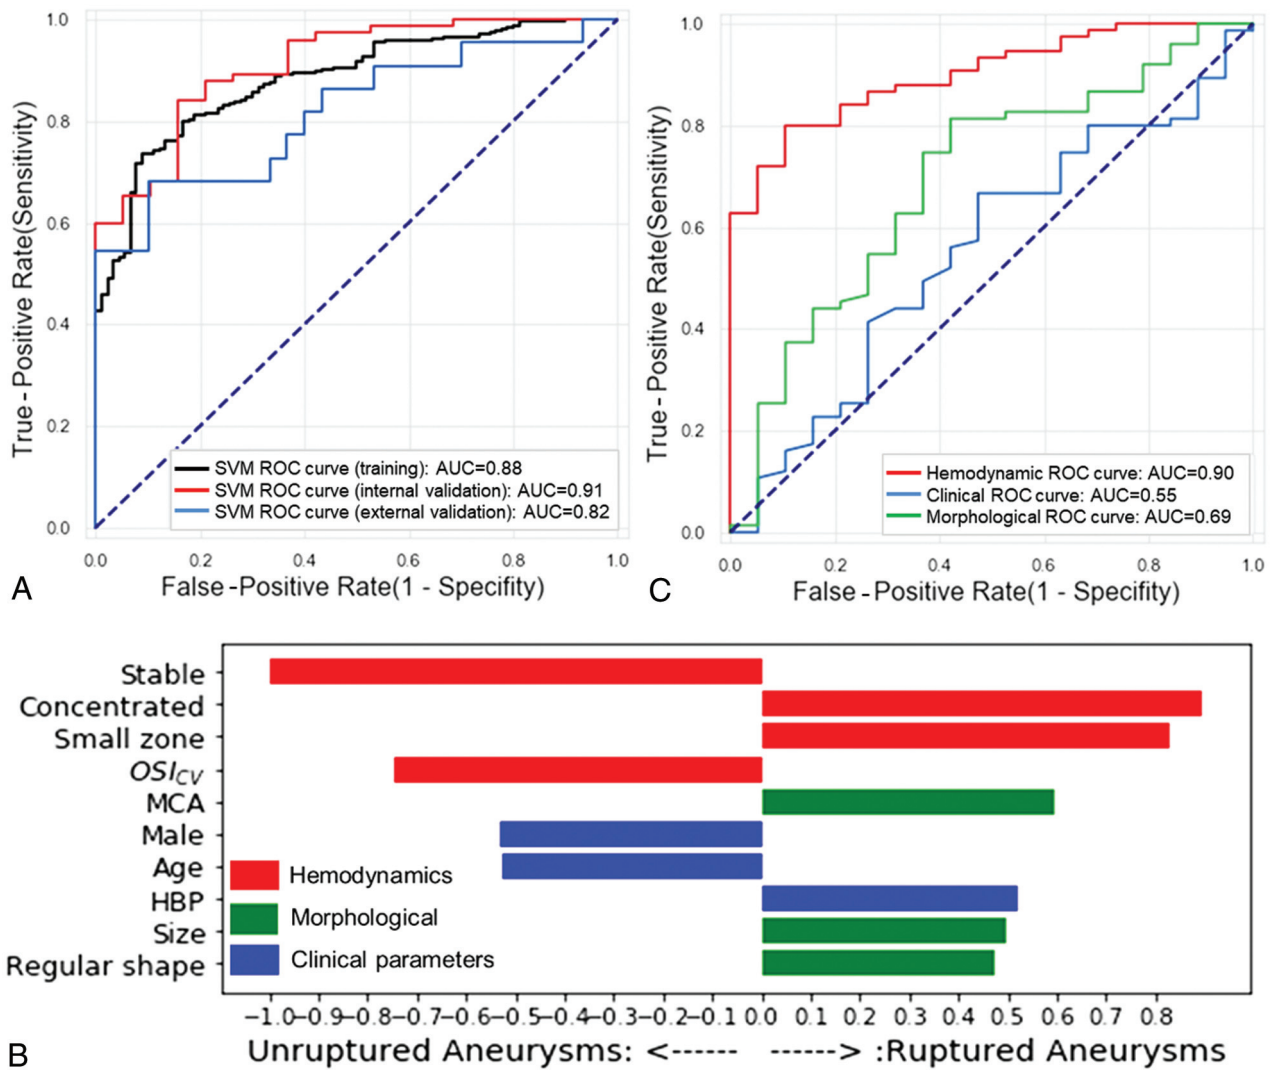 1.0
0.8
0.6
0.4
0.2
0.0
True-Positive Rate(Sensitivity)
SVM ROC curve (training): AUC=0.88
SVM ROC curve (internal validation): AUC=0.91
SVM ROC curve (external validation): AUC=0.82
0.0 0.2 0.4 0.6 0.8 1.0
False-Positive Rate(1 - Specifity)
A
1.0
0.8
0.6
0.4
0.2
0.0
True-Positive Rate(Sensitivity)
Hemodynamic ROC curve: AUC=0.90
Clinical ROC curve: AUC=0.55
Morphological ROC curve: AUC=0.69
0.0 0.2 0.4 0.6 0.8 1.0
False-Positive Rate(1 - Specifity)
C
Stable
Concentrated
Small zone
OSI_CV
MCA
Male
Age
HBP
Size
Regular shape
Hemodynamics
Morphological
Clinical parameters
−1.0−0.9−0.8−0.7−0.6−0.5−0.4−0.3−0.2−0.1 0.0 0.1 0.2 0.3 0.4 0.5 0.6 0.7 0.8
Unruptured Aneurysms: <------ ------> :Ruptured Aneurysms
B